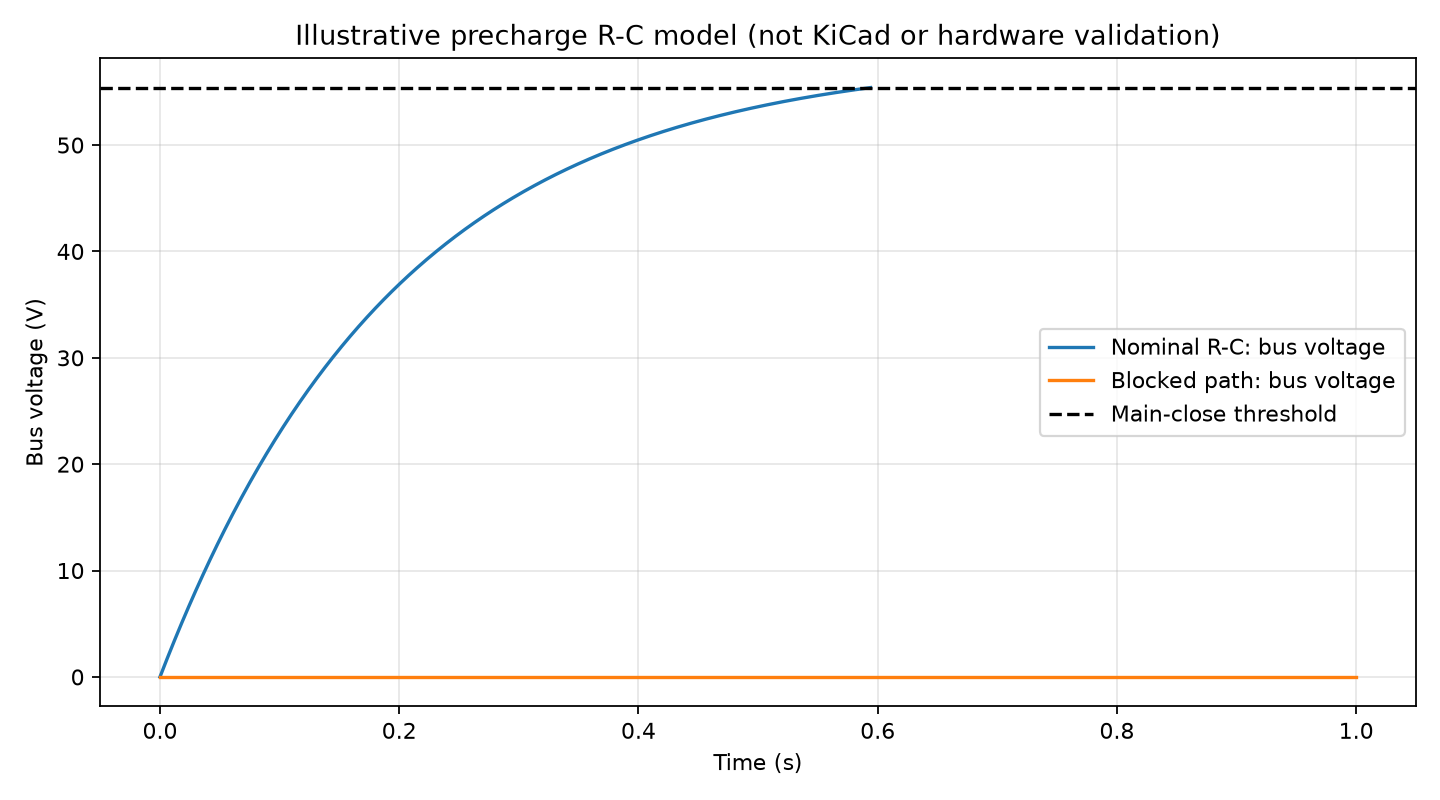 Illustrative precharge R-C model (not KiCad or hardware validation)
Bus voltage (V)
50
40
30
20
10
0
Nominal R-C: bus voltage
Blocked path: bus voltage
Main-close threshold
0.0
0.2
0.4
0.6
0.8
1.0
Time (s)